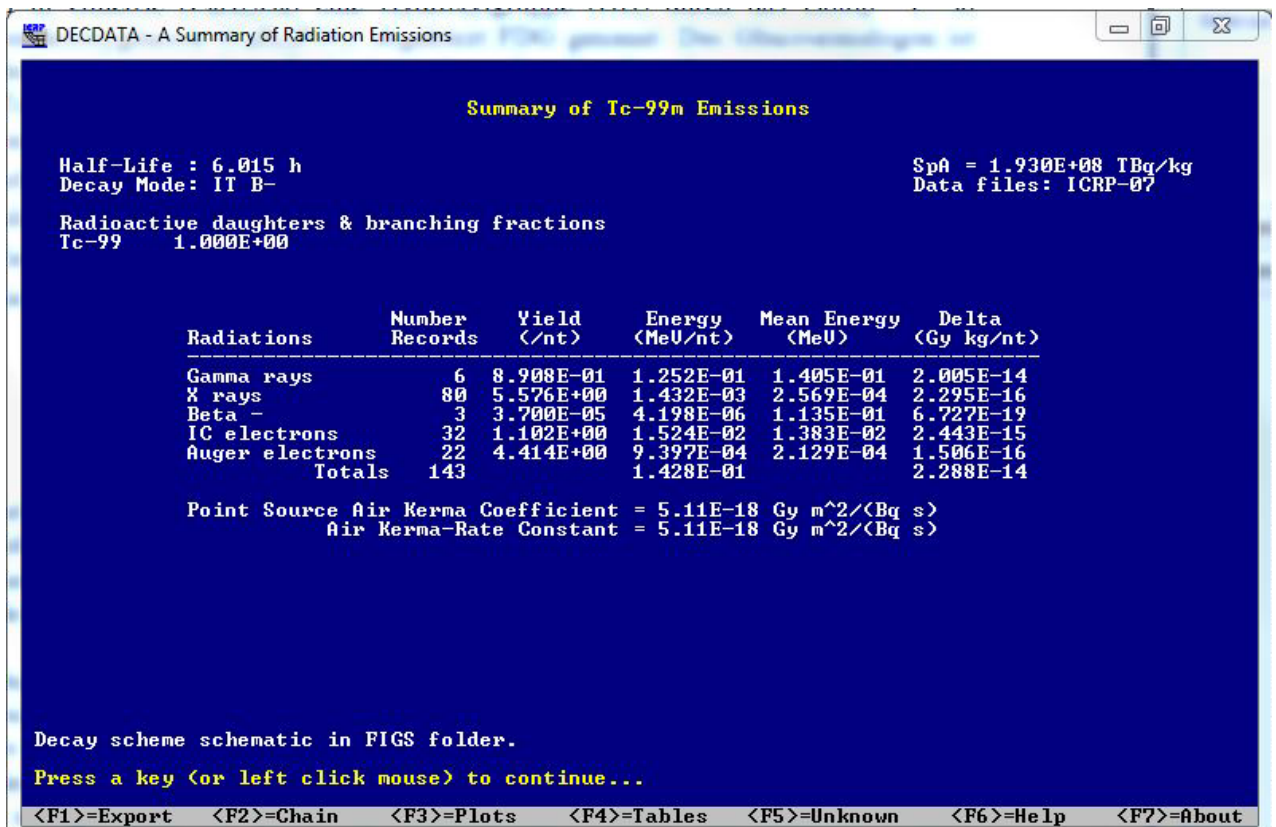 DECDATA - A Summary of Radiation Emissions
Summary of Tc-99m Emissions
Half-Life : 6.015 h SpA = 1.930E+08 TBq/kg
Decay Mode: IT B- Data files: ICRP-07
Radioactive daughters & branching fractions
Tc-99 1.000E+00
Number Yield Energy Mean Energy Delta
Radiations Records (/nt) (MeV/nt) (MeV) (Gy kg/nt)
Gamma rays 6 8.908E-01 1.252E-01 1.405E-01 2.005E-14
X rays 80 5.576E+00 1.432E-03 2.569E-04 2.295E-16
Beta - 3 3.700E-05 4.198E-06 1.135E-01 6.727E-19
IC electrons 32 1.102E+00 1.524E-02 1.383E-02 2.443E-15
Auger electrons 22 4.414E+00 9.397E-04 2.129E-04 1.506E-16
Totals 143 1.428E-01 2.288E-14
Point Source Air Kerma Coefficient = 5.11E-18 Gy m^2/(Bq s)
Air Kerma-Rate Constant = 5.11E-18 Gy m^2/(Bq s)
Decay scheme schematic in FIGS folder.
Press a key (or left click mouse) to continue...
<F1>=Export <F2>=Chain <F3>=Plots <F4>=Tables <F5>=Unknown <F6>=Help <F7>=About